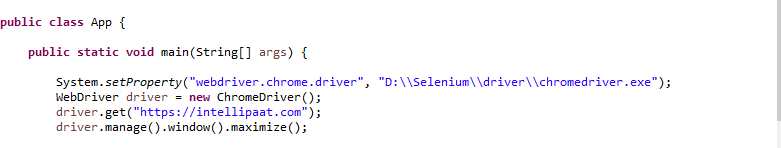 public class App {
public static void main(String[] args) {
System.setProperty("webdriver.chrome.driver", "D:\\Selenium\\driver\\chromedriver.exe");
WebDriver driver = new ChromeDriver();
driver.get("https://intellipaat.com");
driver.manage().window().maximize();